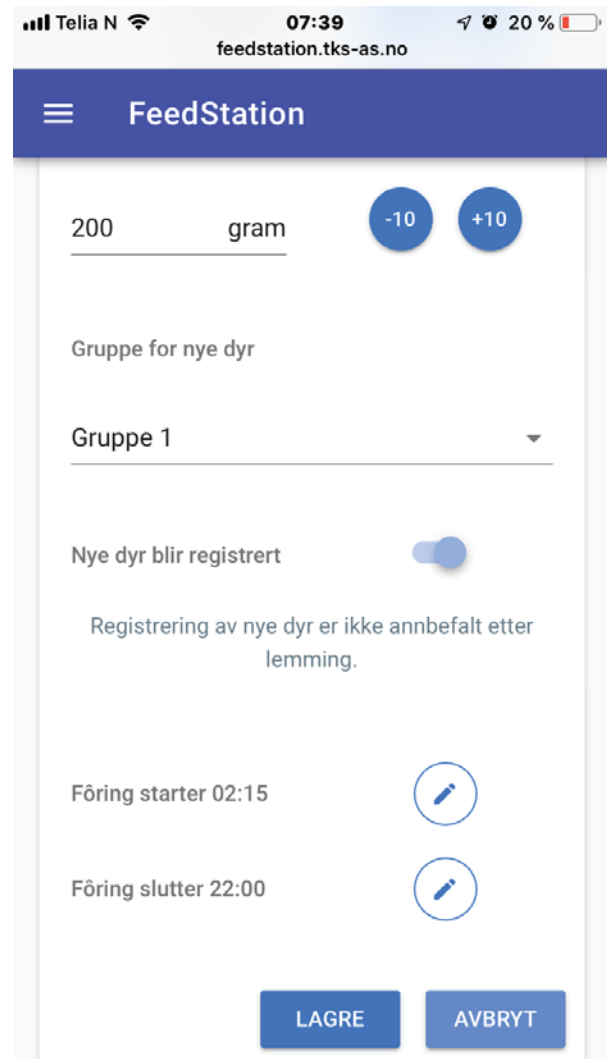 Telia N 07:39 20 %
feedstation.tks-as.no
FeedStation
200 gram -10 +10
Gruppe for nye dyr
Gruppe 1
Nye dyr blir registrert
Registrering av nye dyr er ikke annbefalt etter
lemming.
Fôring starter 02:15
Fôring slutter 22:00
LAGRE AVBRYT